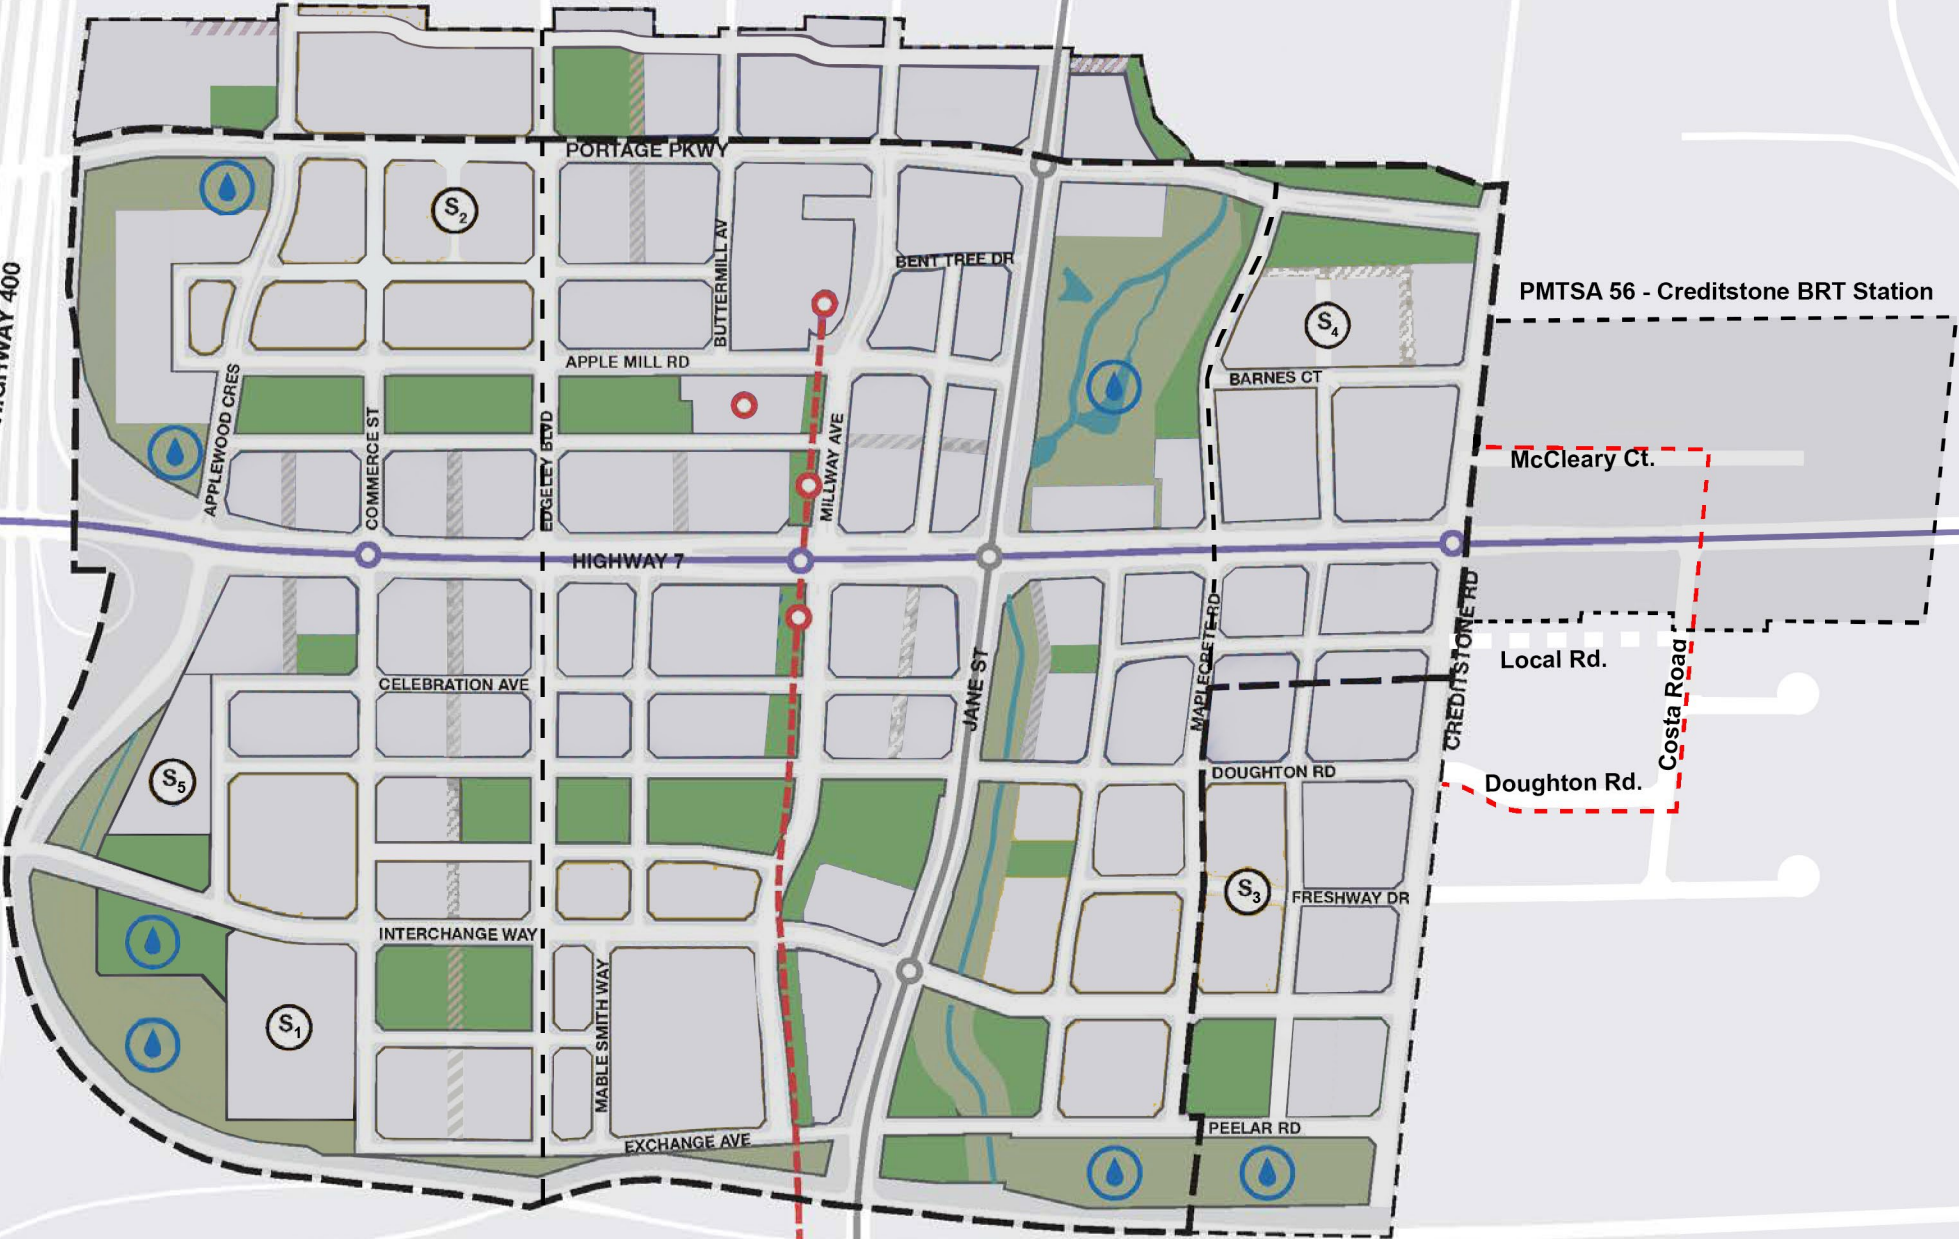 PORTAGE PKWY
S2
BUTTERMILL AV
BENT TREE DR
HIGHWAY 400
PMTSA 56 - Creditstone BRT Station
S4
APPLE MILL RD
BARNES CT
APPLEWOOD CRES
COMMERCE ST
EDGELEY BLVD
MILLWAY AVE
McCleary Ct.
HIGHWAY 7
MAPLECRETE RD
CREDITSTONE RD
JANE ST
Local Rd.
Costa Road
CELEBRATION AVE
S5
DOUGHTON RD
Doughton Rd.
S3
FRESHWAY DR
INTERCHANGE WAY
MABLE SMITH WAY
S1
EXCHANGE AVE
PEELAR RD